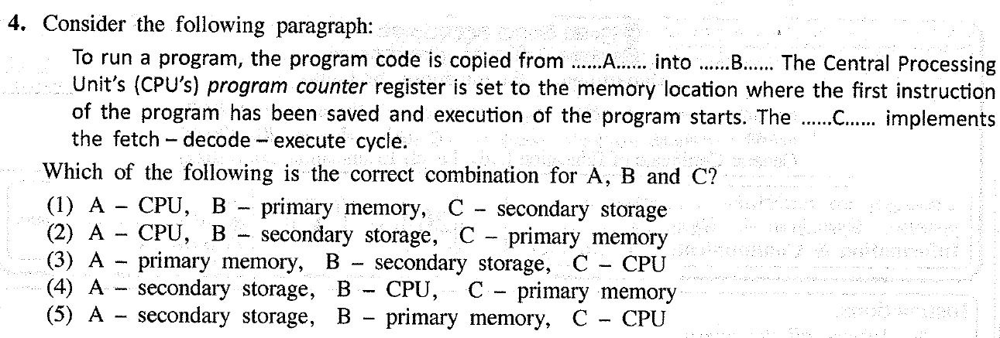 4. Consider the following paragraph:
To run a program, the program code is copied from ......A...... into ......B...... The Central Processing
Unit's (CPU's) program counter register is set to the memory location where the first instruction
of the program has been saved and execution of the program starts. The ......C...... implements
the fetch – decode – execute cycle.
Which of the following is the correct combination for A, B and C?
(1) A – CPU, B – primary memory, C – secondary storage
(2) A – CPU, B – secondary storage, C – primary memory
(3) A – primary memory, B – secondary storage, C – CPU
(4) A – secondary storage, B – CPU, C – primary memory
(5) A – secondary storage, B – primary memory, C – CPU